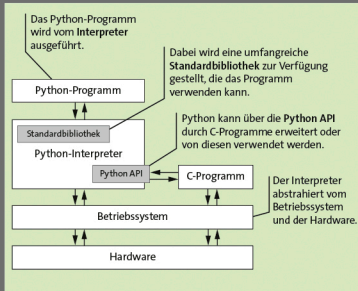 Das Python-Programm
wird vom Interpreter
ausgeführt.
Dabei wird eine umfangreiche
Standardbibliothek zur Verfügung
gestellt, die das Programm
verwenden kann.
Python-Programm
Python kann über die Python API
durch C-Programme erweitert oder
von diesen verwendet werden.
Standardbibliothek
Python-Interpreter
Python API
C-Programm
Der Interpreter
abstrahiert vom
Betriebssystem
und der Hardware.
Betriebssystem
Hardware